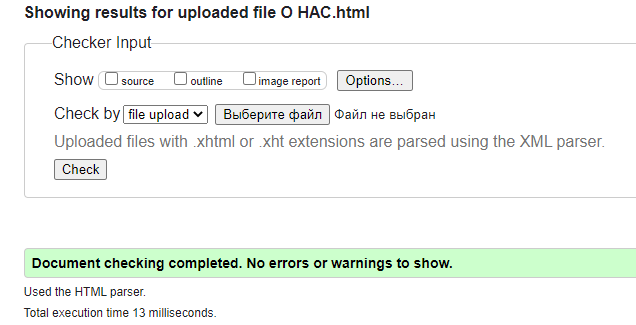 Showing results for uploaded file О НАС.html
Checker Input
Show source outline image report Options...
Check by file upload Выберите файл Файл не выбран
Uploaded files with .xhtml or .xht extensions are parsed using the XML parser.
Check
Document checking completed. No errors or warnings to show.
Used the HTML parser.
Total execution time 13 milliseconds.